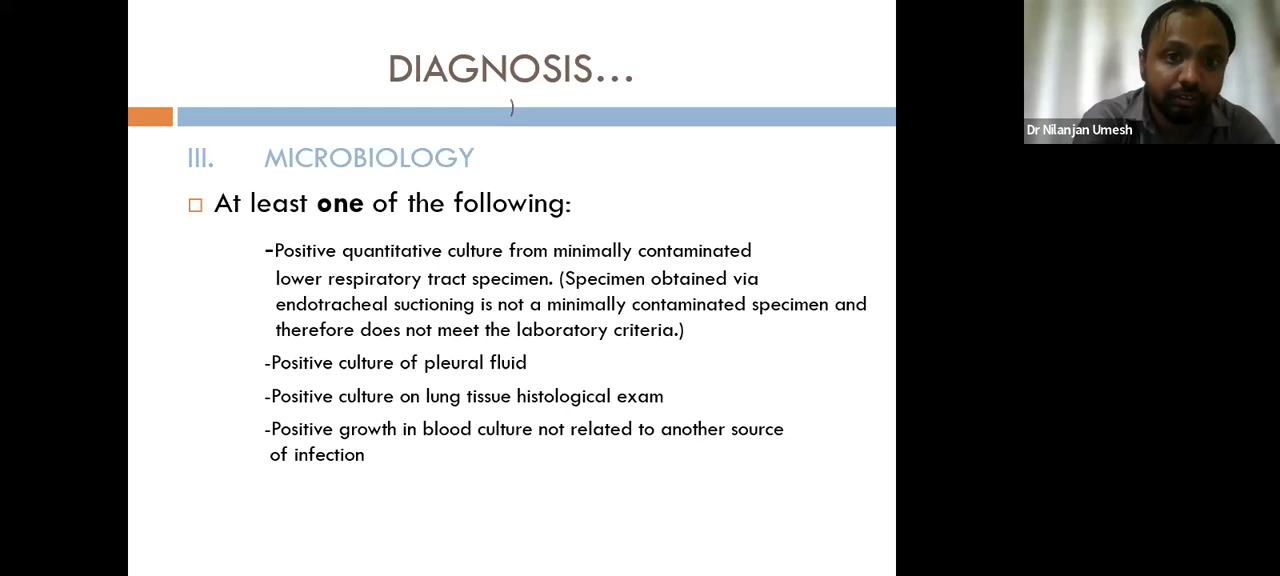 DIAGNOSIS...
)
III. MICROBIOLOGY
At least one of the following:
-Positive quantitative culture from minimally contaminated
lower respiratory tract specimen. (Specimen obtained via
endotracheal suctioning is not a minimally contaminated specimen and
therefore does not meet the laboratory criteria.)
-Positive culture of pleural fluid
-Positive culture on lung tissue histological exam
-Positive growth in blood culture not related to another source
of infection
Dr Nilanjan Umesh